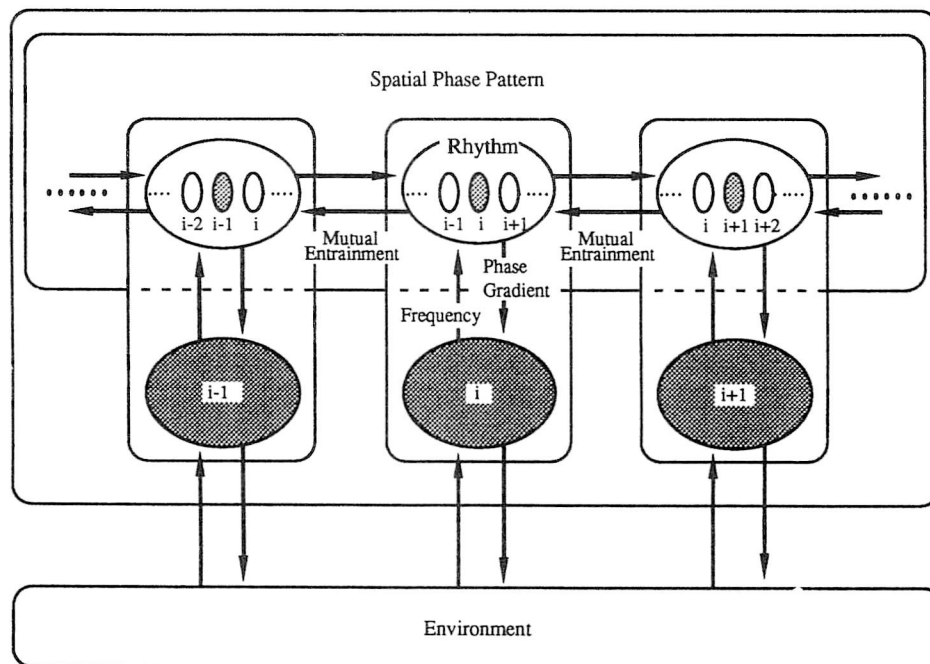 Spatial Phase Pattern
Rhythm
.... ....
.... ....
.... ....
i-2 i-1 i
i-1 i i+1
i i+1 i+2
Mutual
Entrainment
Mutual
Entrainment
Phase
Gradient
Frequency
i-1
i
i+1
Environment